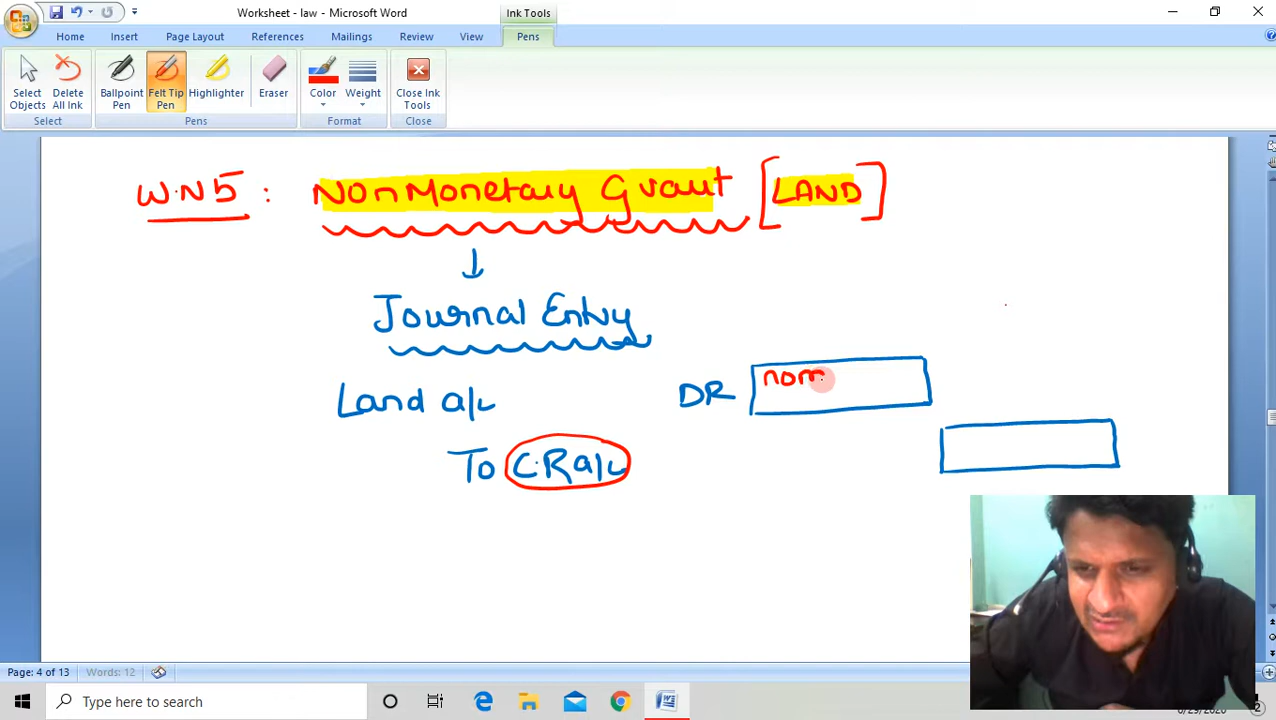 Worksheet - law - Microsoft Word
Ink Tools
Home Insert Page Layout References Mailings Review View Pens
Select Objects
Delete All Ink
Ballpoint Pen
Felt Tip Pen
Highlighter
Eraser
Color
Weight
Close Ink Tools
Select Pens Format Close
W.N5 : NonMonetary Grant [LAND]
Journal Entry
Land a/c DR nom
To C.R a/c
Page: 4 of 13 Words: 12
Type here to search
2